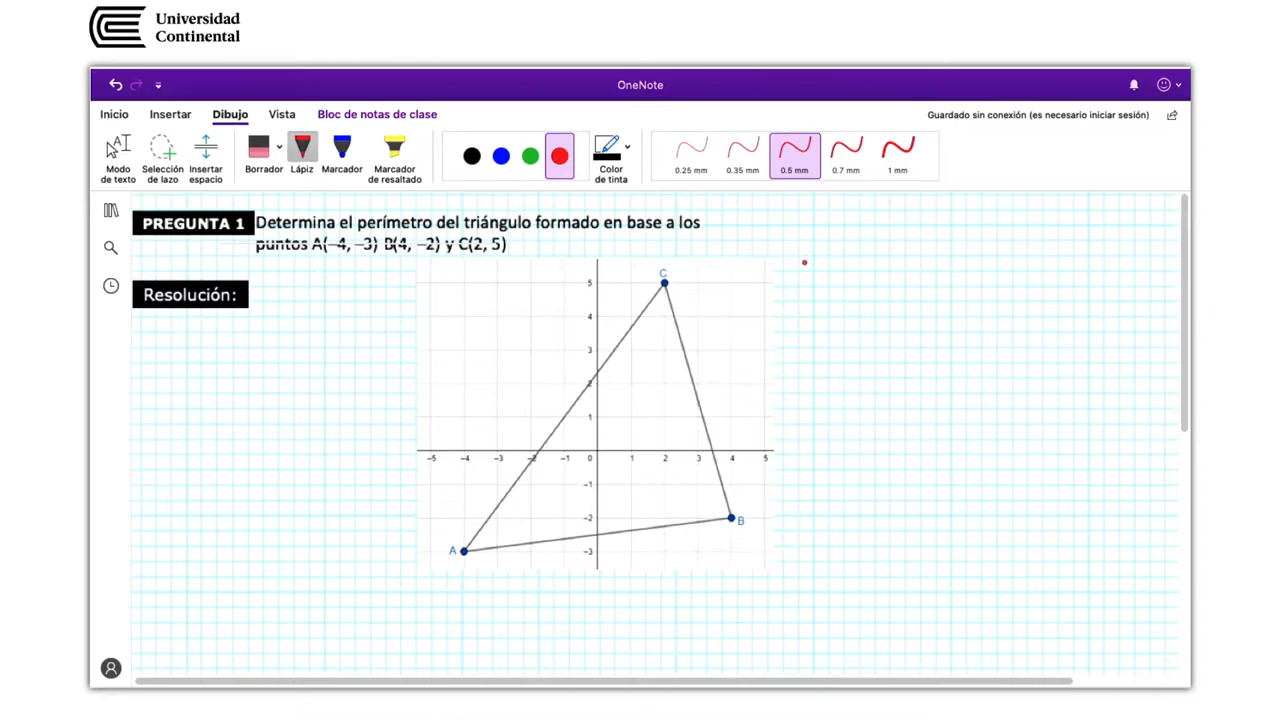 Universidad
Continental
OneNote
Inicio Insertar Dibujo Vista Bloc de notas de clase Guardado sin conexión (es necesario iniciar sesión)
Modo de texto
Selección de lazo
Insertar espacio
Borrador
Lápiz
Marcador
Marcador de resaltado
Color de tinta
0.25 mm
0.35 mm
0.5 mm
0.7 mm
1 mm
PREGUNTA 1 Determina el perímetro del triángulo formado en base a los
puntos A(–4, –3) B(4, –2) y C(2, 5)
Resolución:
C
5
4
3
2
1
–5 –4 –3 –2 –1 0 1 2 3 4 5
–1
–2
B
A
–3